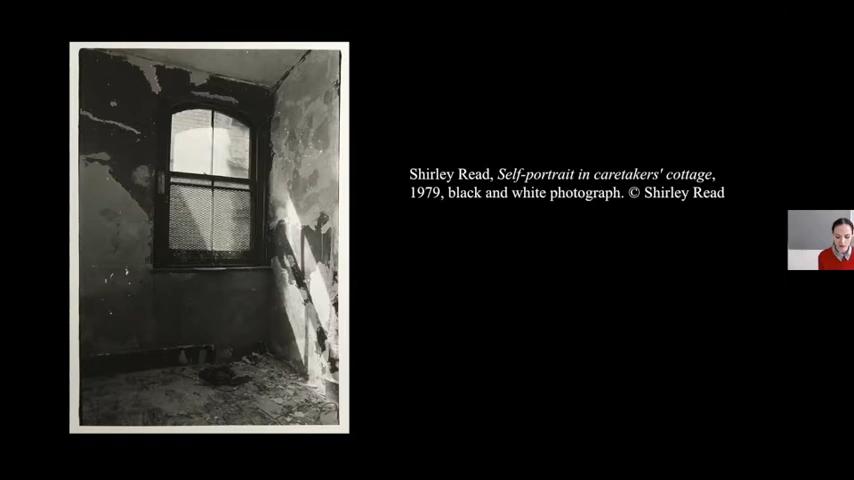 Shirley Read, Self-portrait in caretakers' cottage,
1979, black and white photograph. © Shirley Read